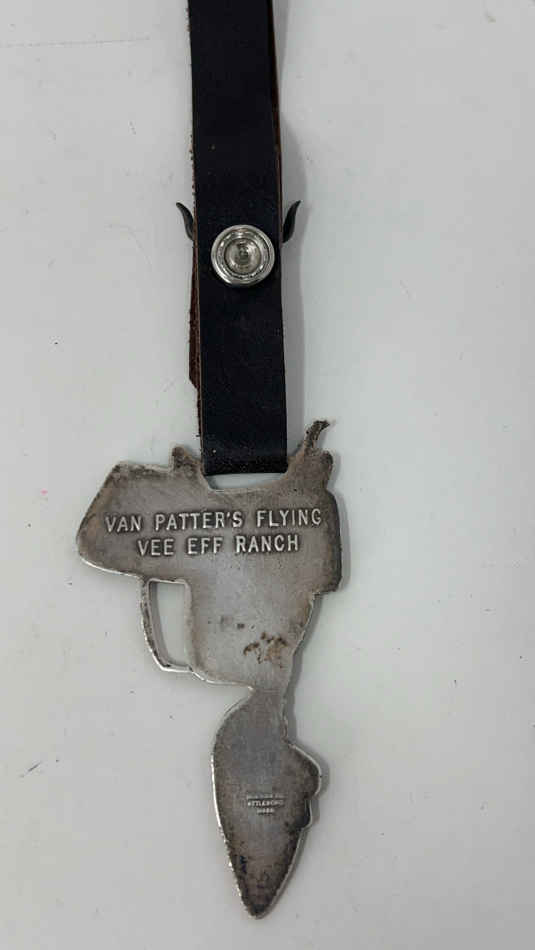 VAN PATTER'S FLYING
VEE EFF RANCH
ATTLEBORO
MASS